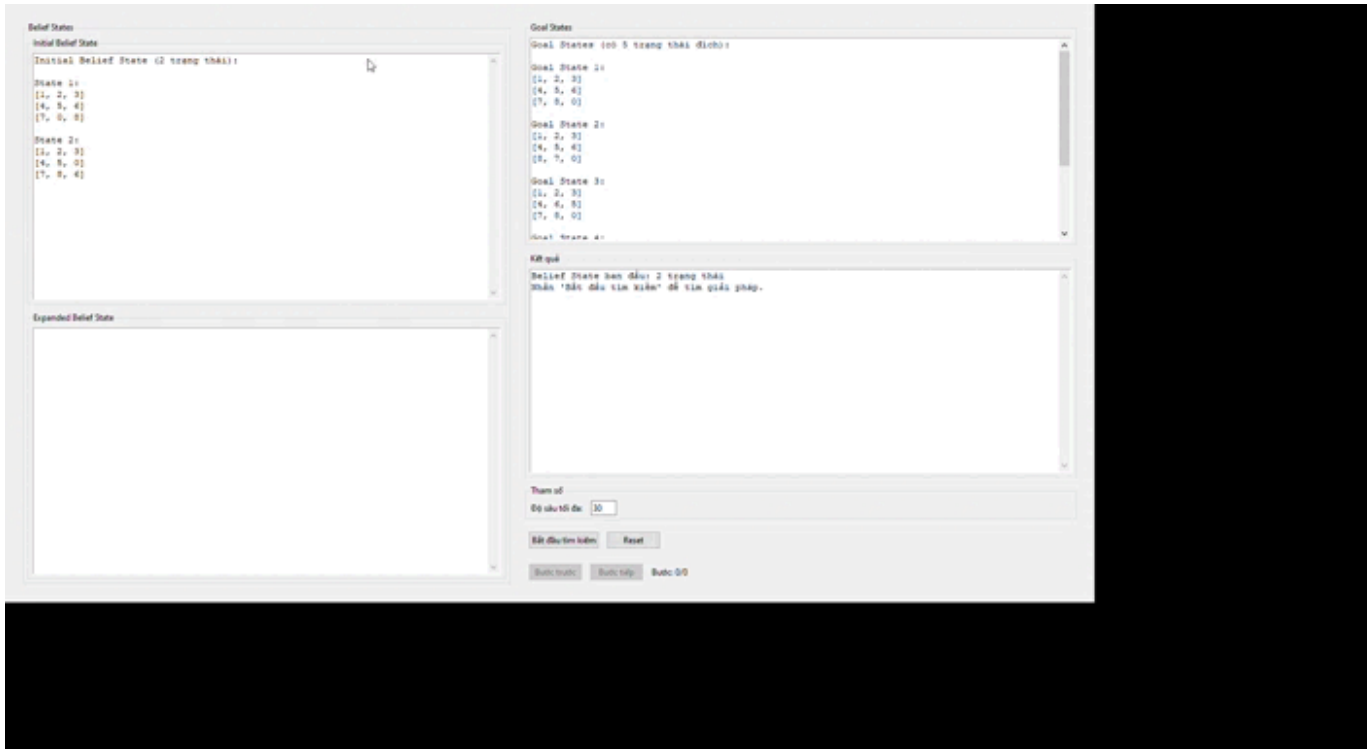 Belief States
Initial Belief State
Initial Belief State (2 trạng thái):
State 1:
[1, 2, 3]
[4, 5, 6]
[7, 0, 8]
State 2:
[1, 2, 3]
[4, 5, 0]
[7, 8, 6]
Expanded Belief State
Goal States
Goal States (có 5 trạng thái đích):
Goal State 1:
[1, 2, 3]
[4, 5, 6]
[7, 8, 0]
Goal State 2:
[1, 2, 3]
[4, 5, 6]
[8, 7, 0]
Goal State 3:
[1, 2, 3]
[4, 6, 5]
[7, 8, 0]
Goal State 4:
Kết quả
Belief State ban đầu: 2 trạng thái
Nhấn 'Bắt đầu tìm kiếm' để tìm giải pháp.
Tham số
Độ sâu tối đa: 30
Bắt đầu tìm kiếm Reset
Bước trước Bước tiếp Bước: 0/0